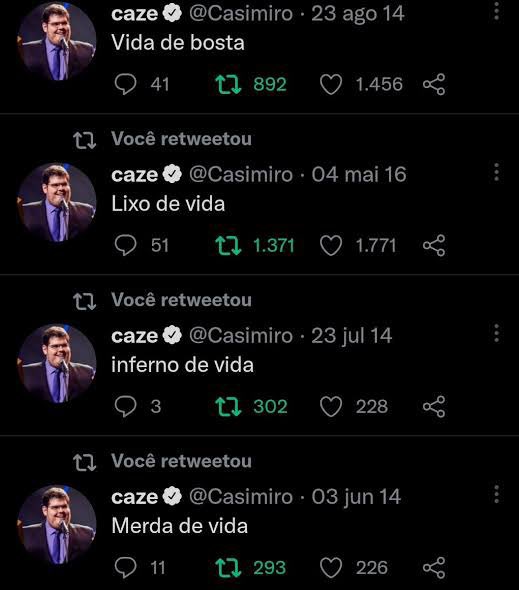 caze @Casimiro · 23 ago 14
Vida de bosta
41 892 1.456
Você retweetou
caze @Casimiro · 04 mai 16
Lixo de vida
51 1.371 1.771
Você retweetou
caze @Casimiro · 23 jul 14
inferno de vida
3 302 228
Você retweetou
caze @Casimiro · 03 jun 14
Merda de vida
11 293 226